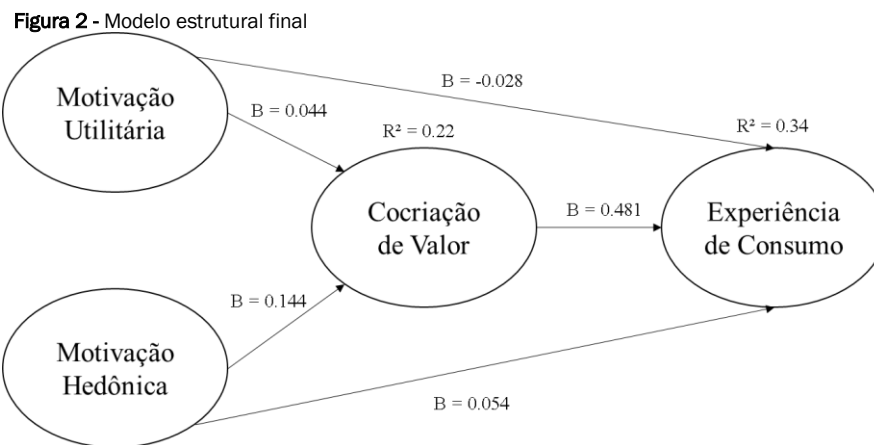 Figura 2 - Modelo estrutural final
Motivação
Utilitária
B = -0.028
B = 0.044
R² = 0.22
R² = 0.34
Cocriação
de Valor
B = 0.481
Experiência
de Consumo
B = 0.144
Motivação
Hedônica
B = 0.054